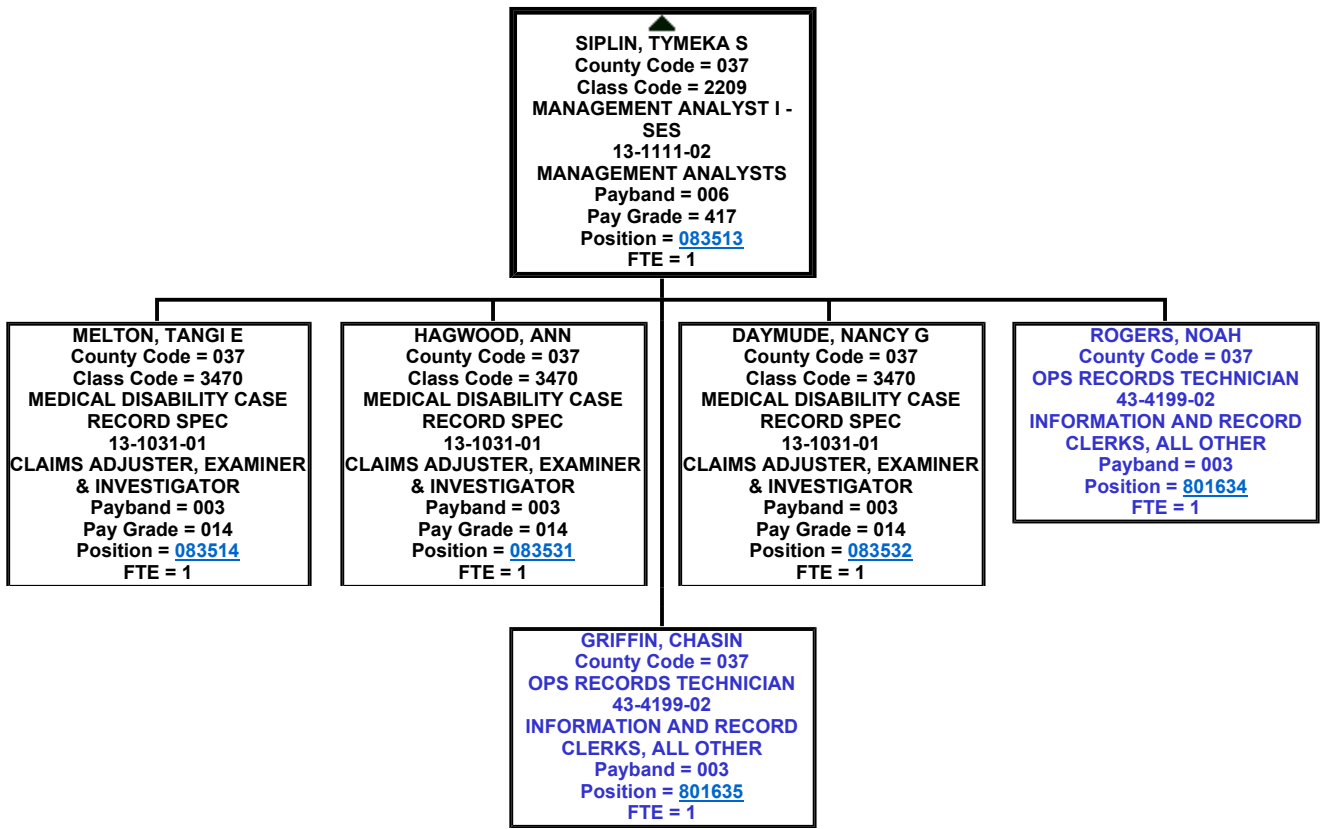 SIPLIN, TYMEKA S
County Code = 037
Class Code = 2209
MANAGEMENT ANALYST I -
SES
13-1111-02
MANAGEMENT ANALYSTS
Payband = 006
Pay Grade = 417
Position = 083513
FTE = 1
MELTON, TANGI E
County Code = 037
Class Code = 3470
MEDICAL DISABILITY CASE
RECORD SPEC
13-1031-01
CLAIMS ADJUSTER, EXAMINER
& INVESTIGATOR
Payband = 003
Pay Grade = 014
Position = 083514
FTE = 1
HAGWOOD, ANN
County Code = 037
Class Code = 3470
MEDICAL DISABILITY CASE
RECORD SPEC
13-1031-01
CLAIMS ADJUSTER, EXAMINER
& INVESTIGATOR
Payband = 003
Pay Grade = 014
Position = 083531
FTE = 1
DAYMUDE, NANCY G
County Code = 037
Class Code = 3470
MEDICAL DISABILITY CASE
RECORD SPEC
13-1031-01
CLAIMS ADJUSTER, EXAMINER
& INVESTIGATOR
Payband = 003
Pay Grade = 014
Position = 083532
FTE = 1
ROGERS, NOAH
County Code = 037
OPS RECORDS TECHNICIAN
43-4199-02
INFORMATION AND RECORD
CLERKS, ALL OTHER
Payband = 003
Position = 801634
FTE = 1
GRIFFIN, CHASIN
County Code = 037
OPS RECORDS TECHNICIAN
43-4199-02
INFORMATION AND RECORD
CLERKS, ALL OTHER
Payband = 003
Position = 801635
FTE = 1